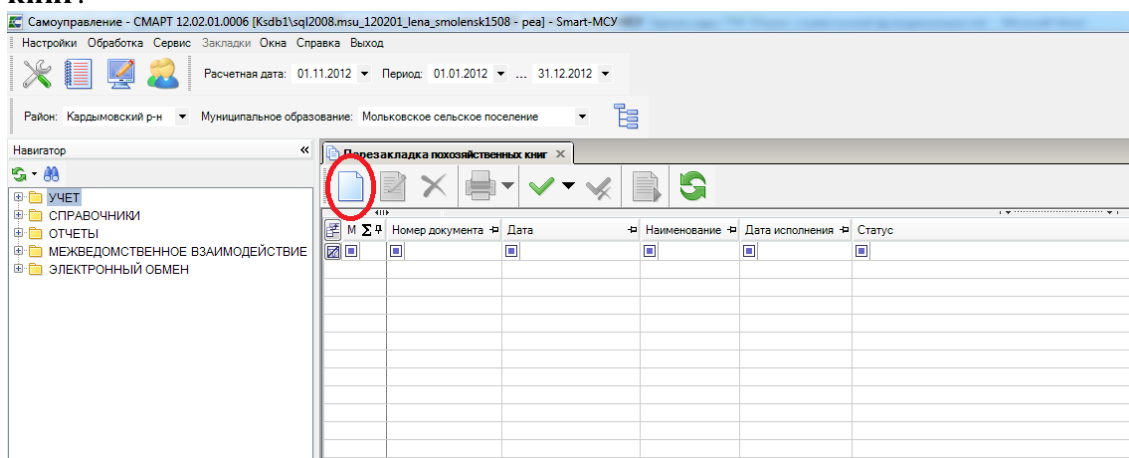 книг.
Самоуправление - СМАРТ 12.02.01.0006 [Ksdb1\sql2008.msu_120201_lena_smolensk1508 - pea] - Smart-МСУ
Настройки Обработка Сервис Закладки Окна Справка Выход
Расчетная дата: 01.11.2012 Период: 01.01.2012 ... 31.12.2012
Район: Кардымовский р-н Муниципальное образование: Мольковское сельское поселение
Навигатор «
Перезакладка похозяйственных книг
УЧЕТ
СПРАВОЧНИКИ
ОТЧЕТЫ
МЕЖВЕДОМСТВЕННОЕ ВЗАИМОДЕЙСТВИЕ
ЭЛЕКТРОННЫЙ ОБМЕН
М Σ Номер документа Дата Наименование Дата исполнения Статус